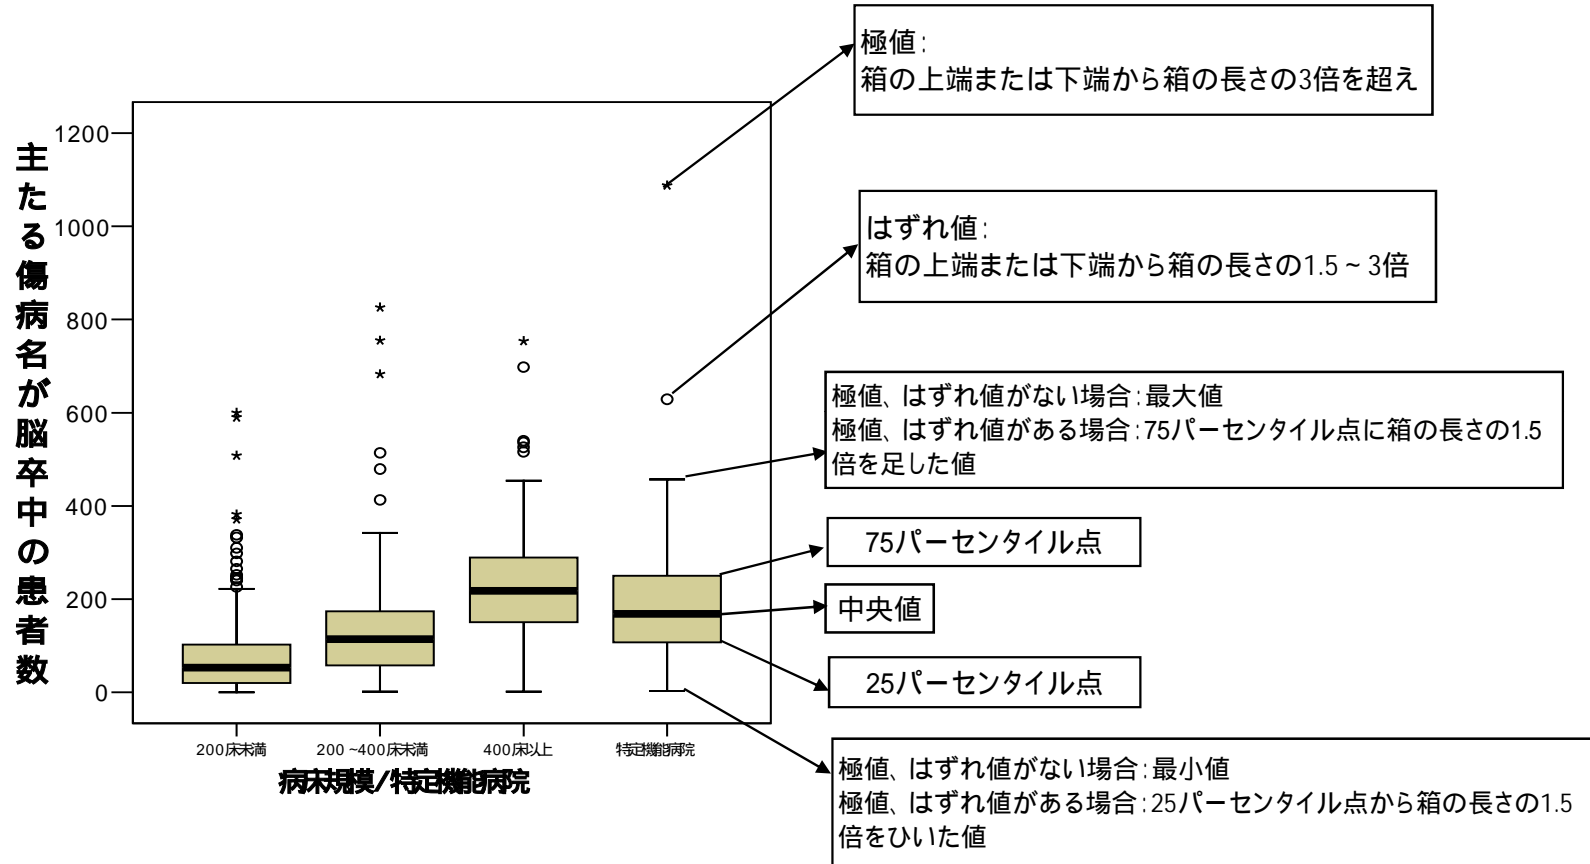 極値:
箱の上端または下端から箱の長さの3倍を超え
はずれ値:
箱の上端または下端から箱の長さの1.5 ~ 3倍
極値、はずれ値がない場合:最大値
極値、はずれ値がある場合:75パーセンタイル点に箱の長さの1.5
倍を足した値
75パーセンタイル点
中央値
25パーセンタイル点
極値、はずれ値がない場合:最小値
極値、はずれ値がある場合:25パーセンタイル点から箱の長さの1.5
倍をひいた値
主たる傷病名が脳卒中の患者数
1200
1000
800
600
400
200
0
200床未満
200 ~400床未満
400床以上
特定機能病院
病床規模/特定機能病院